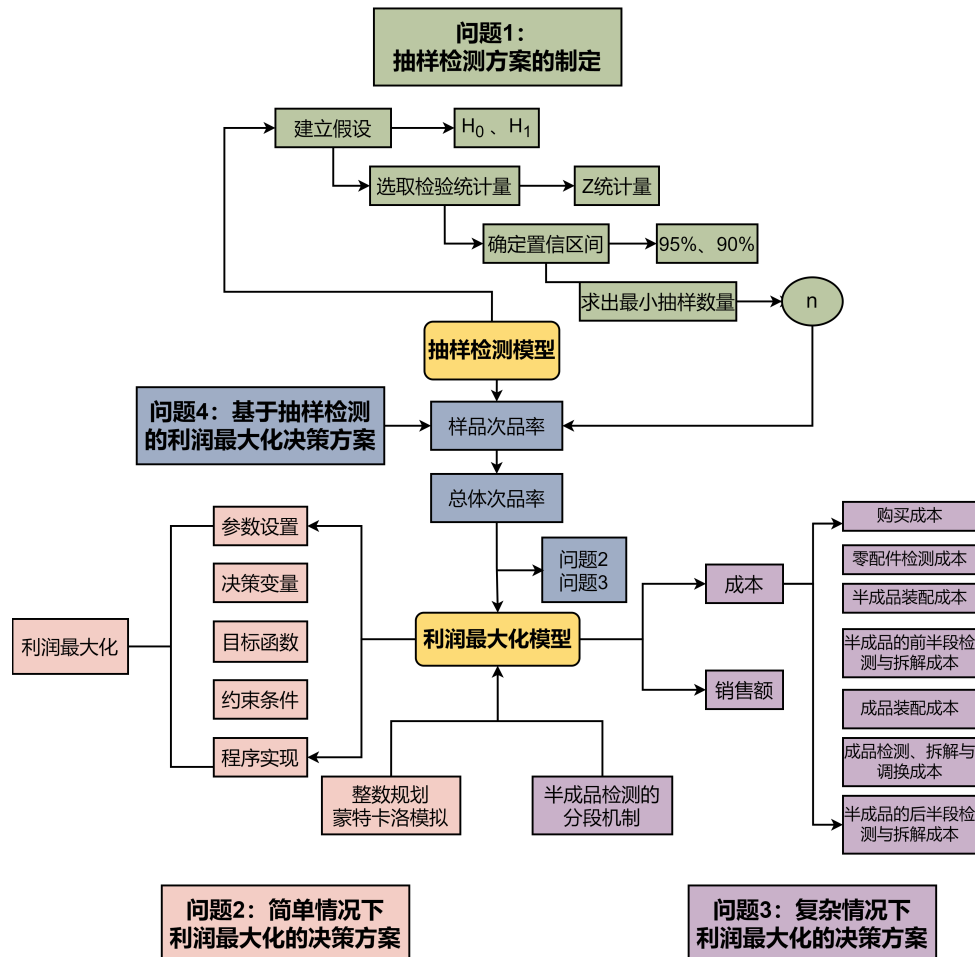 问题1：
抽样检测方案的制定
建立假设
H₀ 、H₁
选取检验统计量
Z统计量
确定置信区间
95%、90%
求出最小抽样数量
n
抽样检测模型
问题4：基于抽样检测
的利润最大化决策方案
样品次品率
总体次品率
问题2
问题3
参数设置
决策变量
目标函数
约束条件
程序实现
利润最大化
利润最大化模型
成本
销售额
购买成本
零配件检测成本
半成品装配成本
半成品的前半段检
测与拆解成本
成品装配成本
成品检测、拆解与
调换成本
半成品的后半段检
测与拆解成本
整数规划
蒙特卡洛模拟
半成品检测的
分段机制
问题2：简单情况下
利润最大化的决策方案
问题3：复杂情况下
利润最大化的决策方案